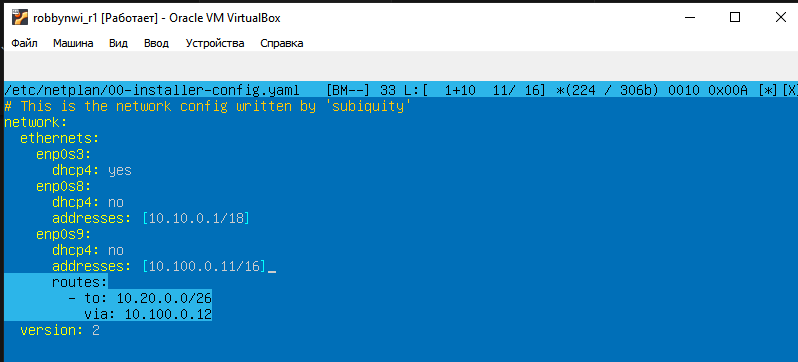 robbynwi_r1 [Работает] - Oracle VM VirtualBox
Файл Машина Вид Ввод Устройства Справка
/etc/netplan/00-installer-config.yaml [BM--] 33 L:[ 1+10 11/ 16] *(224 / 306b) 0010 0x00A [*][X]
# This is the network config written by 'subiquity'
network:
  ethernets:
    enp0s3:
      dhcp4: yes
    enp0s8:
      dhcp4: no
      addresses: [10.10.0.1/18]
    enp0s9:
      dhcp4: no
      addresses: [10.100.0.11/16]
      routes:
        - to: 10.20.0.0/26
          via: 10.100.0.12
  version: 2